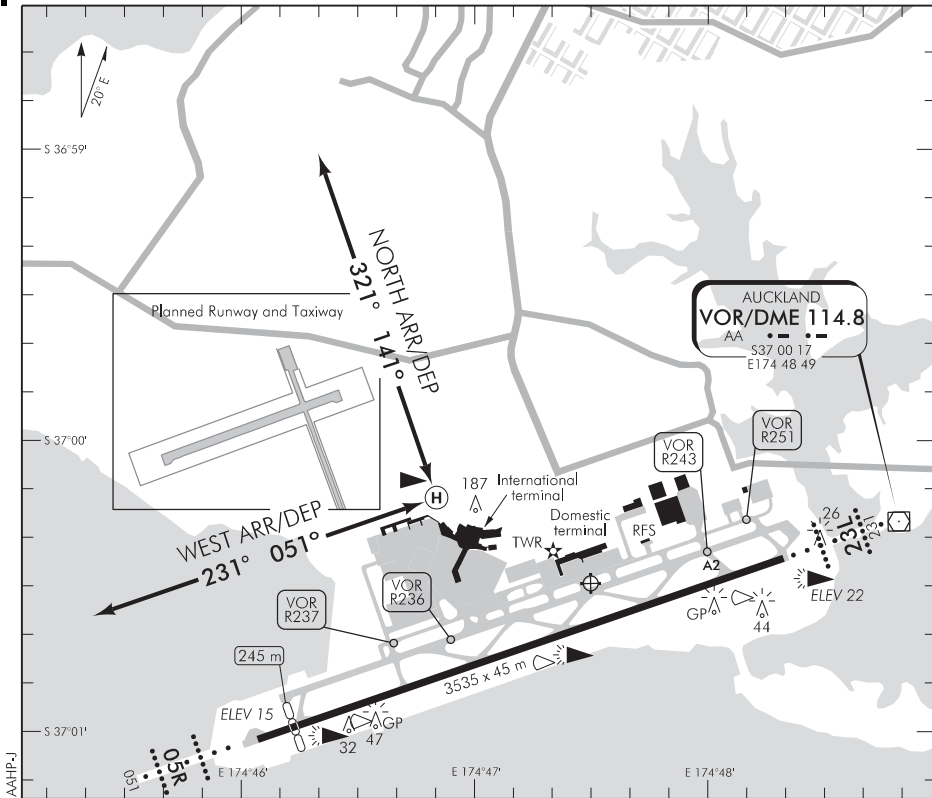 20° E
S 36°59'
NORTH ARR/DEP
321° 141°
Planned Runway and Taxiway
AUCKLAND
VOR/DME 114.8
AA
S37 00 17
E174 48 49
S 37°00'
VOR
R251
VOR
R243
H
187
International
terminal
WEST ARR/DEP
231° 051°
Domestic
terminal
TWR
RFS
26
23L
231
A2
ELEV 22
GP
44
VOR
R237
VOR
R236
245 m
3535 x 45 m
ELEV 15
GP
32
47
S 37°01'
05R
051
E 174°46'
E 174°47'
E 174°48'
AAHP-J